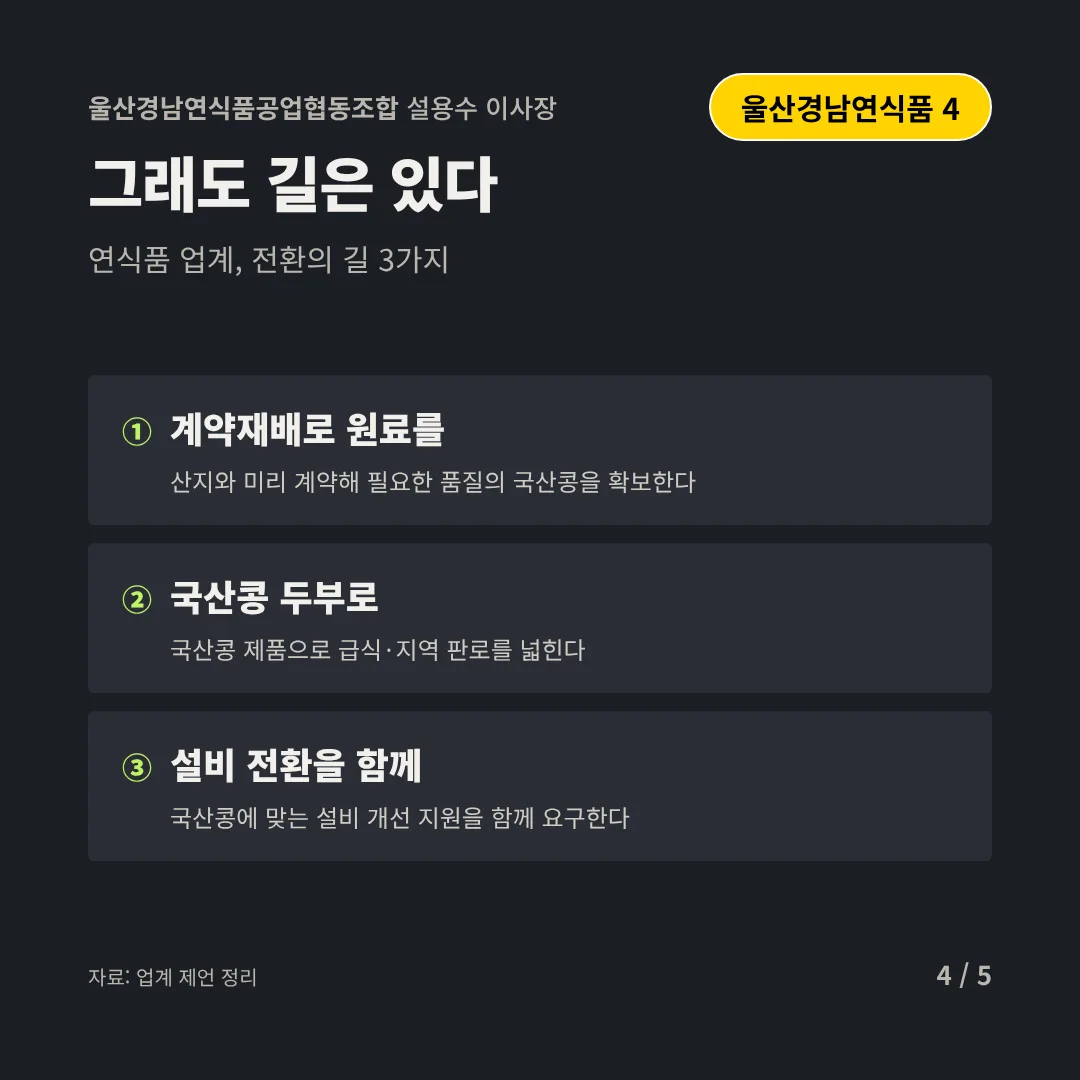 울산경남연식품공업협동조합 설용수 이사장
울산경남연식품 4
그래도 길은 있다
연식품 업계, 전환의 길 3가지
① 계약재배로 원료를
산지와 미리 계약해 필요한 품질의 국산콩을 확보한다
② 국산콩 두부로
국산콩 제품으로 급식·지역 판로를 넓힌다
③ 설비 전환을 함께
국산콩에 맞는 설비 개선 지원을 함께 요구한다
자료: 업계 제언 정리
4 / 5